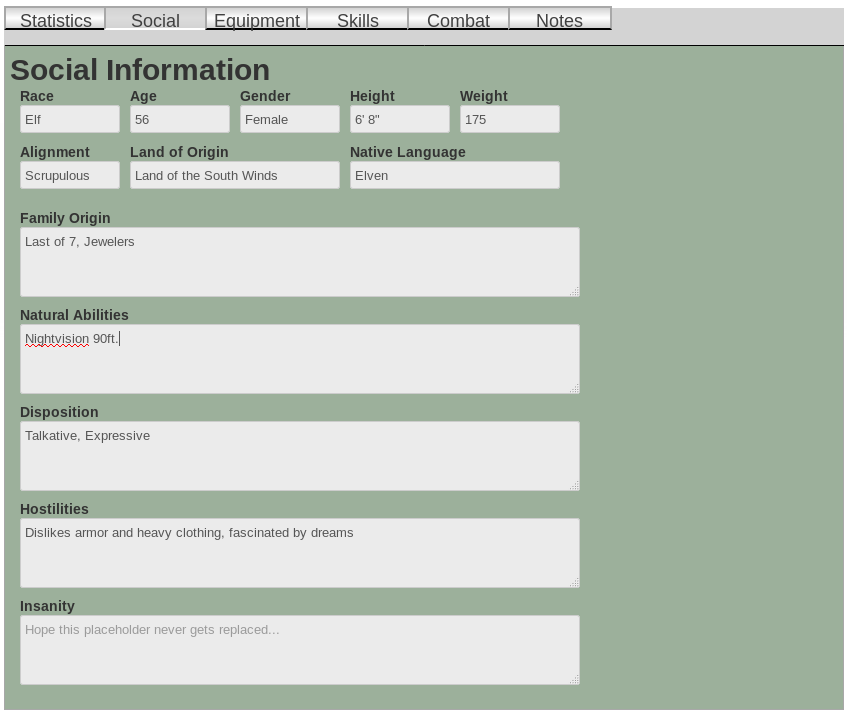 Statistics Social Equipment Skills Combat Notes
Social Information
Race Age Gender Height Weight
Elf 56 Female 6' 8" 175
Alignment Land of Origin Native Language
Scrupulous Land of the South Winds Elven
Family Origin
Last of 7, Jewelers
Natural Abilities
Nightvision 90ft.
Disposition
Talkative, Expressive
Hostilities
Dislikes armor and heavy clothing, fascinated by dreams
Insanity
Hope this placeholder never gets replaced...